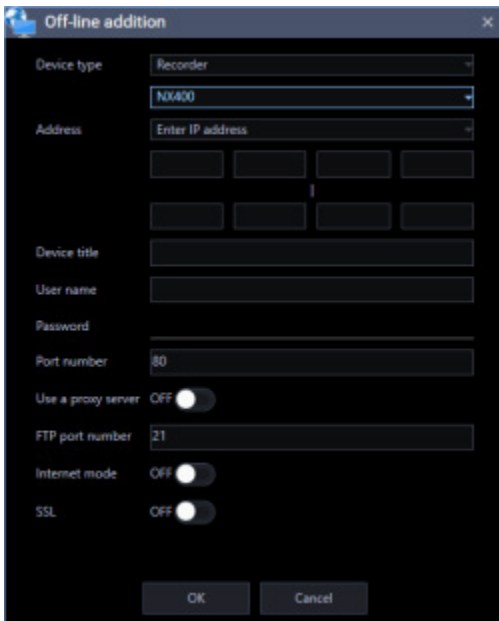 Off-line addition
Device type Recorder
NX400
Address Enter IP address
Device title
User name
Password
Port number 80
Use a proxy server OFF
FTP port number 21
Internet mode OFF
SSL OFF
OK Cancel